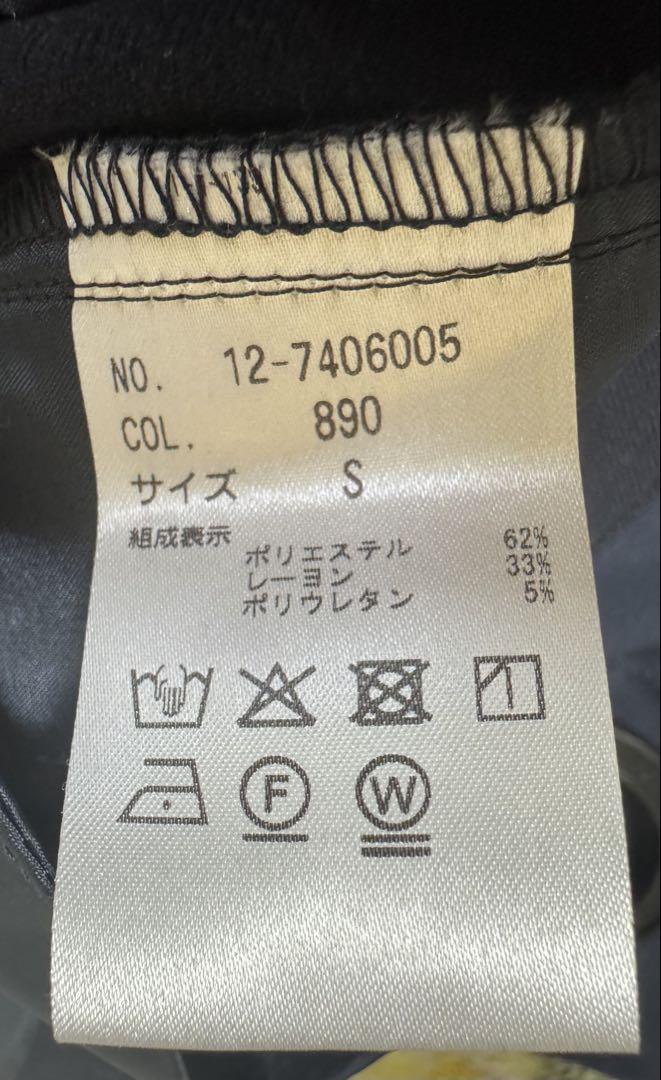 NO. 12-7406005
COL. 890
サイズ S
組成表示
ポリエステル 62%
レーヨン 33%
ポリウレタン 5%
F W